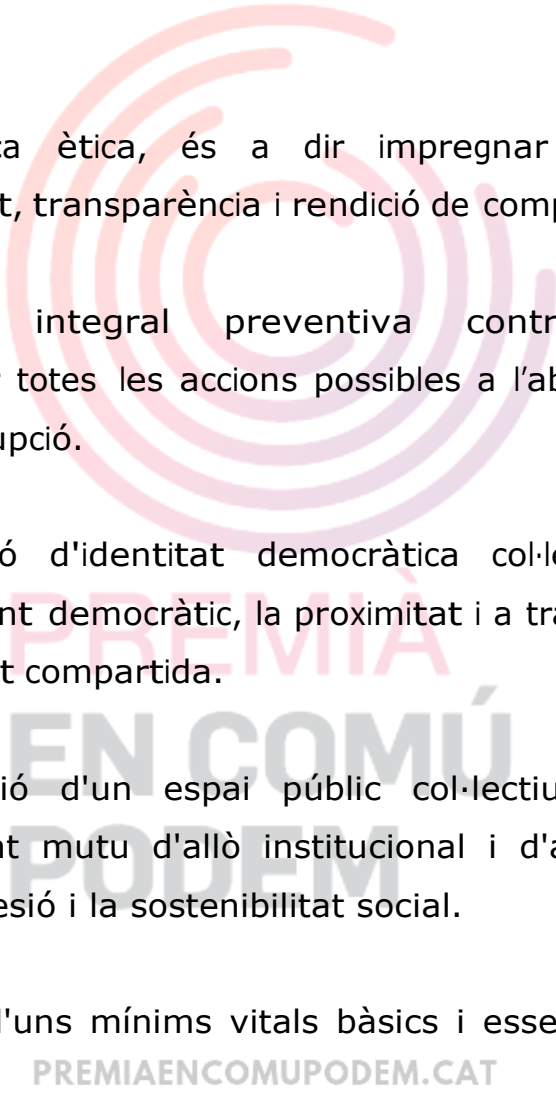 ca ètica, és a dir impregnar
t, transparència i rendició de comp
integral preventiva contr
r totes les accions possibles a l'ab
upció.
ó d'identitat democràtica col·le
nt democràtic, la proximitat i a tra
t compartida.
ió d'un espai públic col·lectiu
nt mutu d'allò institucional i d'a
esió i la sostenibilitat social.
d'uns mínims vitals bàsics i esse
PREMIÀ
EN COMÚ
PODEM
PREMIAENCOMUPODEM.CAT